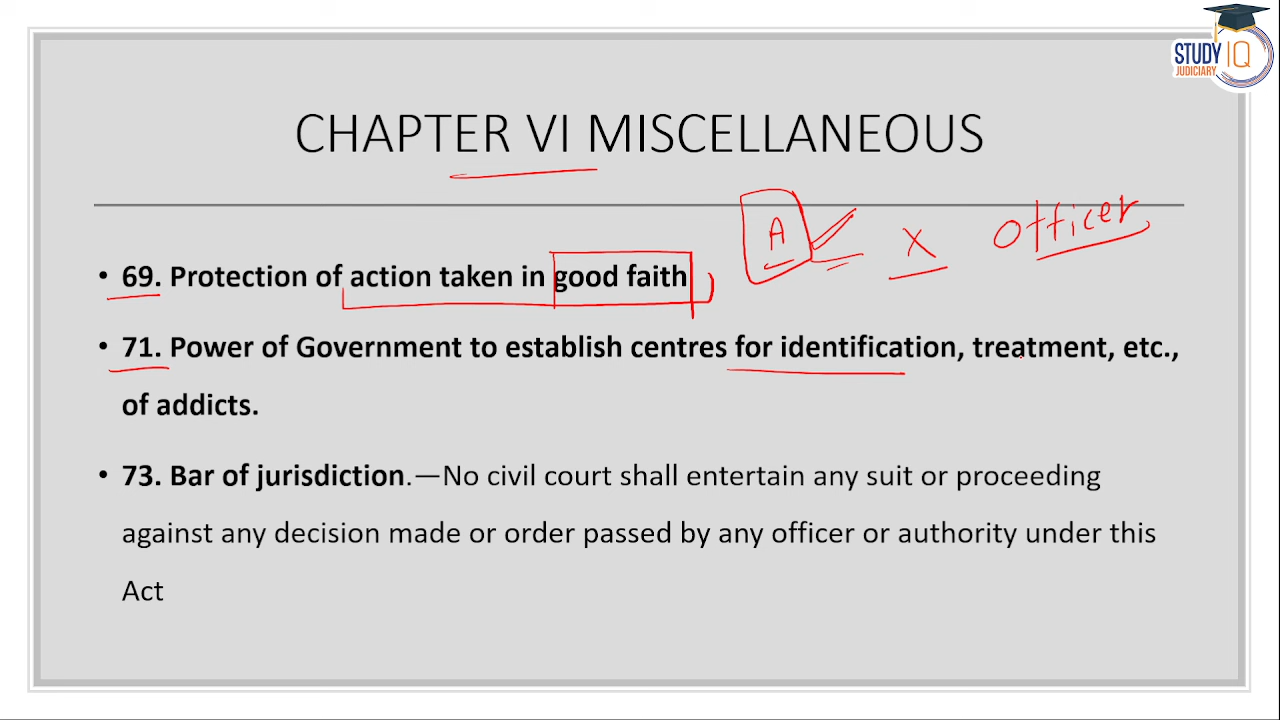 STUDY IQ
JUDICIARY
CHAPTER VI MISCELLANEOUS
A X Officer
• 69. Protection of action taken in good faith
• 71. Power of Government to establish centres for identification, treatment, etc.,
of addicts.
• 73. Bar of jurisdiction.—No civil court shall entertain any suit or proceeding
against any decision made or order passed by any officer or authority under this
Act